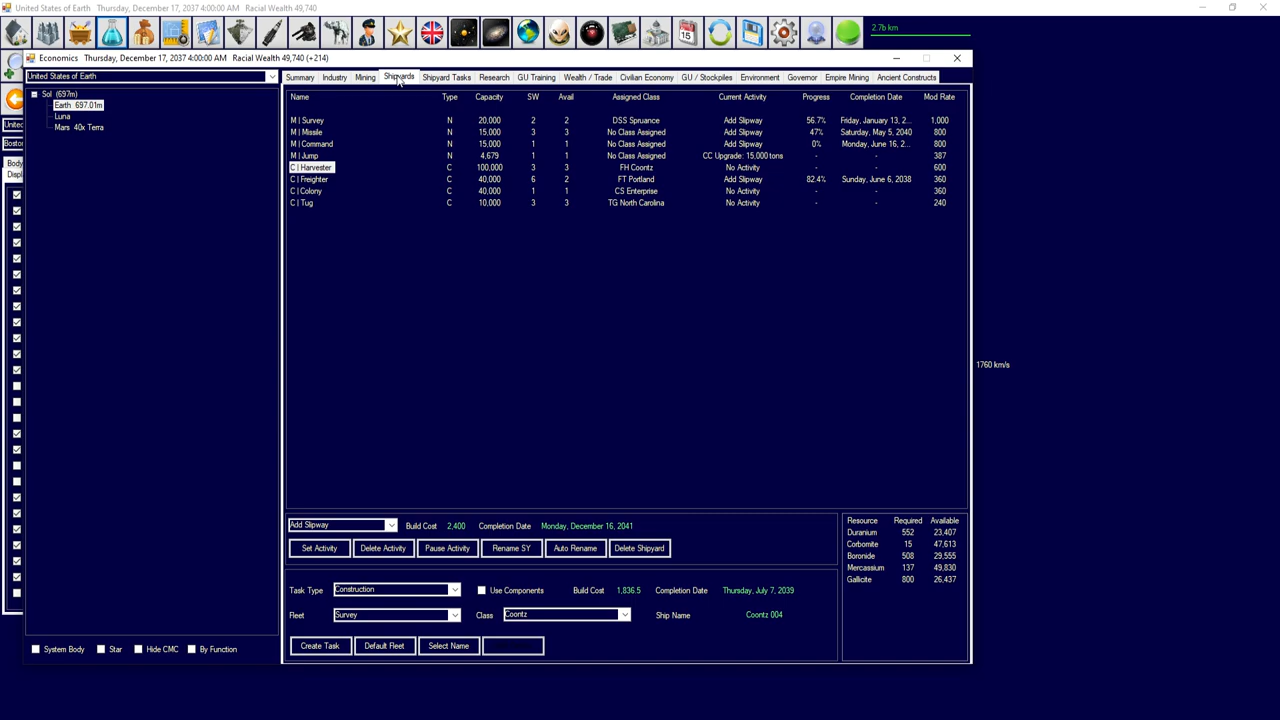 United States of Earth   Thursday, December 17, 2037 4:00:00 AM   Racial Wealth 49,740
2.7b km
15
Economics   Thursday, December 17, 2037 4:00:00 AM   Racial Wealth 49,740 (+214)
United States of Earth
Summary Industry Mining Shipyards Shipyard Tasks Research GU Training Wealth / Trade Civilian Economy GU / Stockpiles Environment Governor Empire Mining Ancient Constructs
Sol (697m)
Earth 697.01m
Luna
Mars 40x Terra
Name Type Capacity SW Avail Assigned Class Current Activity Progress Completion Date Mod Rate
M | Survey N 20,000 2 2 DSS Spruance Add Slipway 56.7% Friday, January 13, 2... 1,000
M | Missile N 15,000 3 3 No Class Assigned Add Slipway 47% Saturday, May 5, 2040 800
M | Command N 15,000 1 1 No Class Assigned Add Slipway 0% Monday, June 16, 2... 800
M | Jump N 4,679 1 1 No Class Assigned CC Upgrade: 15,000 tons - - 387
C | Harvester C 100,000 3 3 FH Coontz No Activity - - 600
C | Freighter C 40,000 6 2 FT Portland Add Slipway 82.4% Sunday, June 6, 2038 360
C | Colony C 40,000 1 1 CS Enterprise No Activity - - 360
C | Tug C 10,000 3 3 TG North Carolina No Activity - - 240
United
Boston
Body
Displ
1760 km/s
Add Slipway Build Cost 2,400 Completion Date Monday, December 16, 2041
Set Activity Delete Activity Pause Activity Rename SY Auto Rename Delete Shipyard
Task Type Construction Use Components Build Cost 1,836.5 Completion Date Thursday, July 7, 2039
Fleet Survey Class Coontz Ship Name Coontz 004
Create Task Default Fleet Select Name
Resource Required Available
Duranium 552 23,407
Corbomite 15 47,613
Boronide 508 29,555
Mercassium 137 49,830
Gallicite 800 26,437
System Body Star Hide CMC By Function